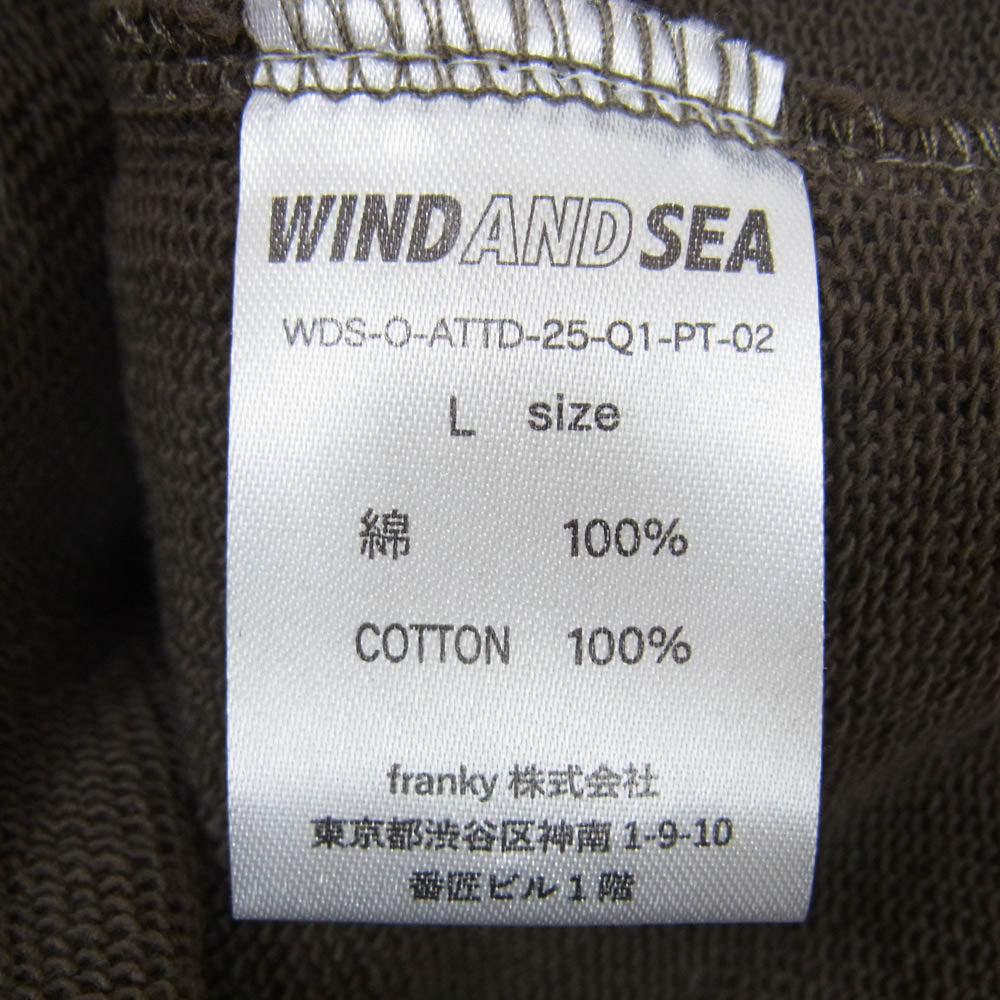 WIND AND SEA
WDS-O-ATTD-25-Q1-PT-02
L size
綿 100%
COTTON 100%
franky 株式会社
東京都渋谷区神南 1-9-10
番匠ビル 1 階